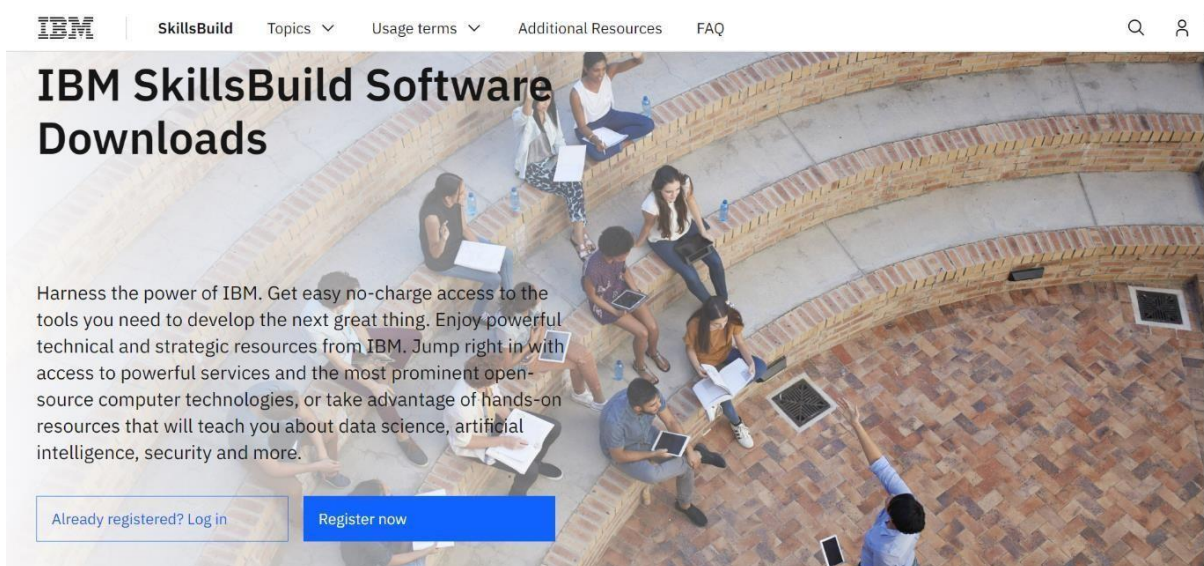 IBM
SkillsBuild
Topics
Usage terms
Additional Resources
FAQ
IBM SkillsBuild Software
Downloads
Harness the power of IBM. Get easy no-charge access to the
tools you need to develop the next great thing. Enjoy powerful
technical and strategic resources from IBM. Jump right in with
access to powerful services and the most prominent open-
source computer technologies, or take advantage of hands-on
resources that will teach you about data science, artificial
intelligence, security and more.
Already registered? Log in
Register now